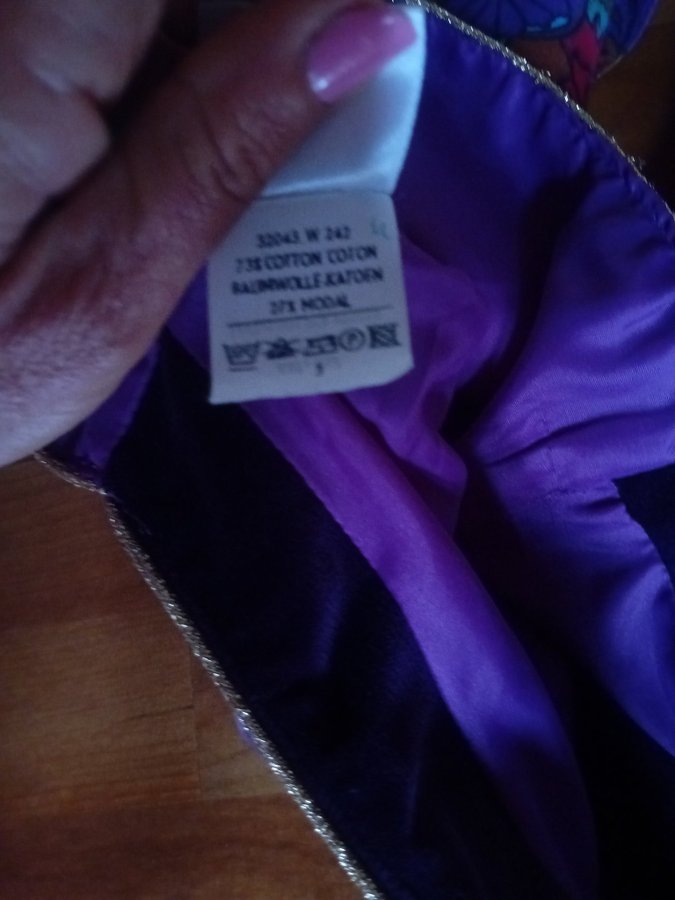 32043. W 242
73% COTTON COTON
BAUMWOLLE-KATOEN
27% MODAL
P